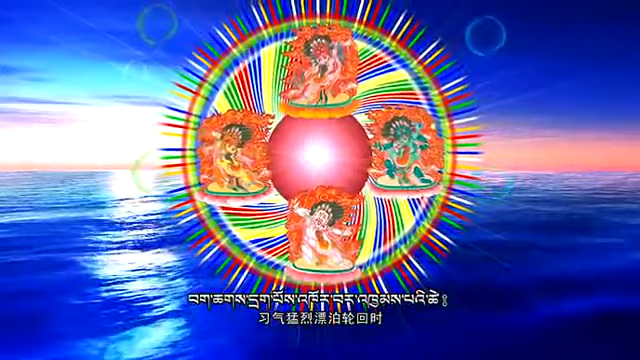 བག་ཆགས་དྲག་པོས་འཁོར་བར་འཁྱམས་པའི་ཚེ༔
习气猛烈漂泊轮回时